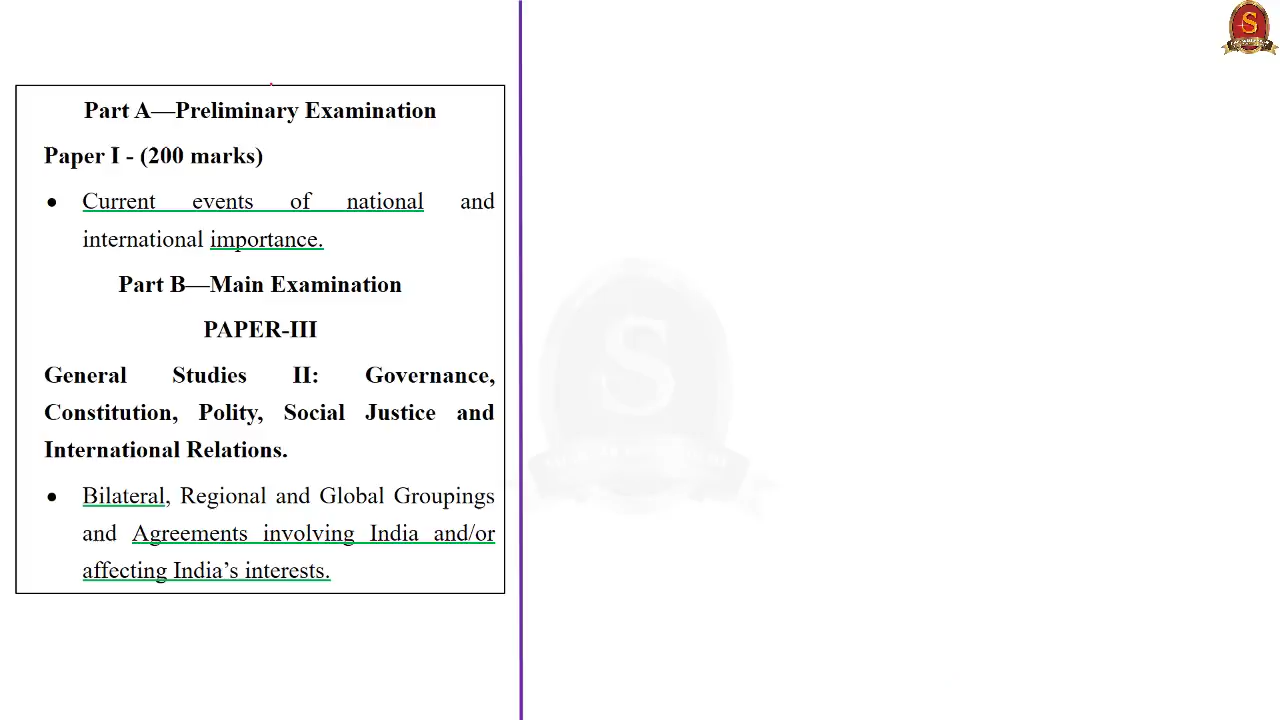 Part A—Preliminary Examination
Paper I - (200 marks)
● Current events of national and
international importance.
Part B—Main Examination
PAPER-III
General Studies II: Governance,
Constitution, Polity, Social Justice and
International Relations.
● Bilateral, Regional and Global Groupings
and Agreements involving India and/or
affecting India’s interests.
S
S